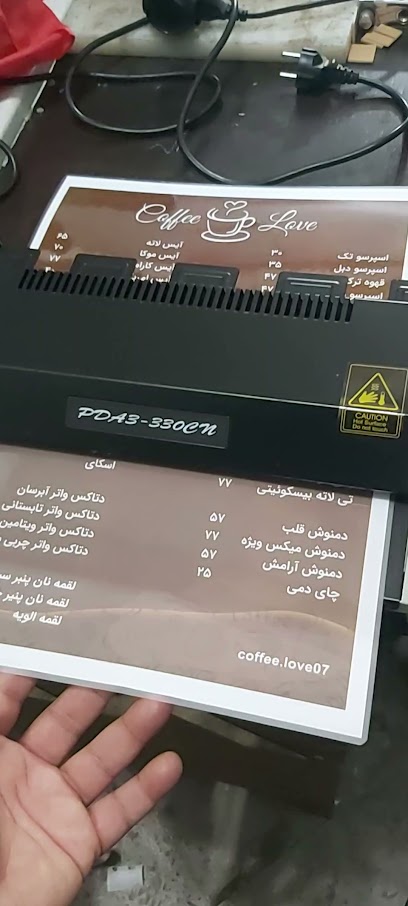 Coffee Love
اسپرسو تک ۳۰
اسپرسو دبل ۳۵
قهوه ترک ۴۷
اسپرسو ۴۷
آیس لاته ۶۵
آیس موکا ۷۰
آیس کارا ۷۷
PDA3-330CN
CAUTION
Hot Surface
Do not touch
تی لاته بیسکوئیتی ۷۷
دمنوش قلب ۵۷
دمنوش میکس ویژه ۷۷
دمنوش آرامش ۵۷
چای دمی ۲۵
اسکای
دتاکس واتر آبرسان
دتاکس واتر تابستانی
دتاکس واتر ویتامین
دتاکس واتر چربی
لقمه نان پنیر
لقمه نان پنیر
لقمه الویه
coffee.love07